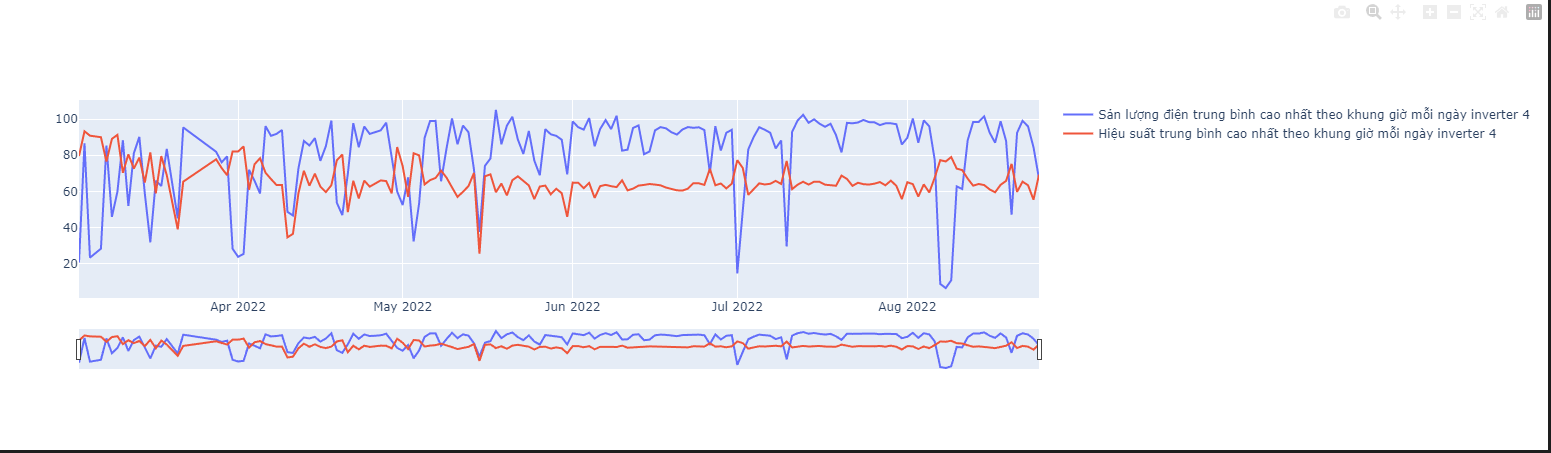 Sản lượng điện trung bình cao nhất theo khung giờ mỗi ngày inverter 4
Hiệu suất trung bình cao nhất theo khung giờ mỗi ngày inverter 4
100
80
60
40
20
Apr 2022
May 2022
Jun 2022
Jul 2022
Aug 2022